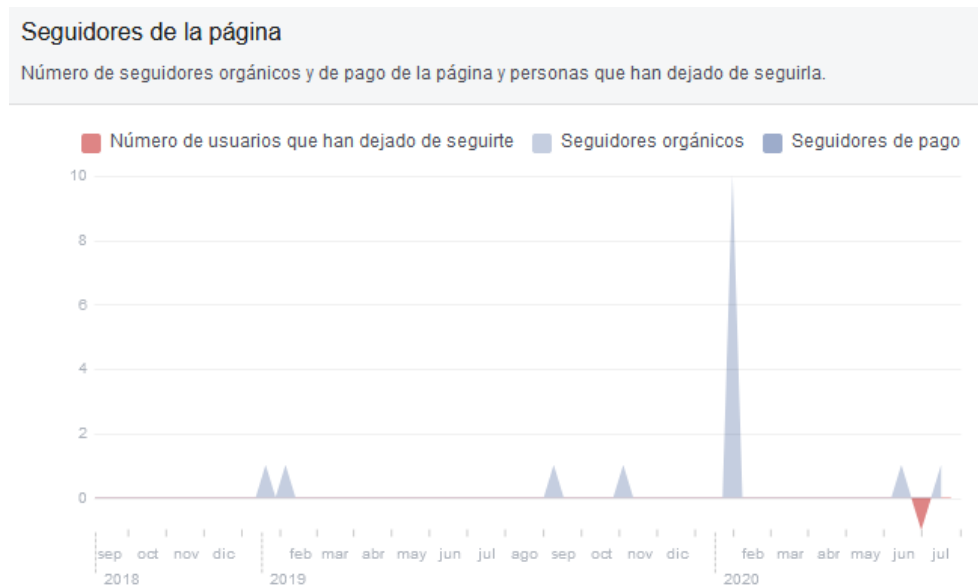 Seguidores de la página
Número de seguidores orgánicos y de pago de la página y personas que han dejado de seguirla.
Número de usuarios que han dejado de seguirte Seguidores orgánicos Seguidores de pago
10
8
6
4
2
0
sep oct nov dic feb mar abr may jun jul ago sep oct nov dic feb mar abr may jun jul
2018 2019 2020